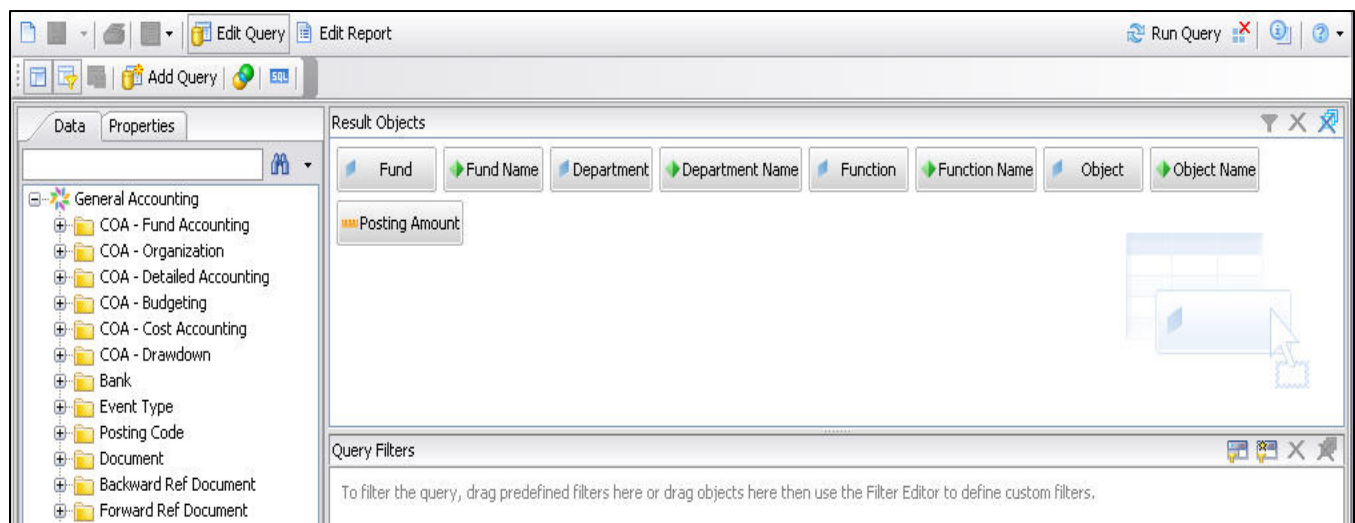 Edit Query Edit Report Run Query
Add Query SQL
Data Properties
Result Objects
Fund Fund Name Department Department Name Function Function Name Object Object Name
Posting Amount
General Accounting
COA - Fund Accounting
COA - Organization
COA - Detailed Accounting
COA - Budgeting
COA - Cost Accounting
COA - Drawdown
Bank
Event Type
Posting Code
Document
Backward Ref Document
Forward Ref Document
Query Filters
To filter the query, drag predefined filters here or drag objects here then use the Filter Editor to define custom filters.